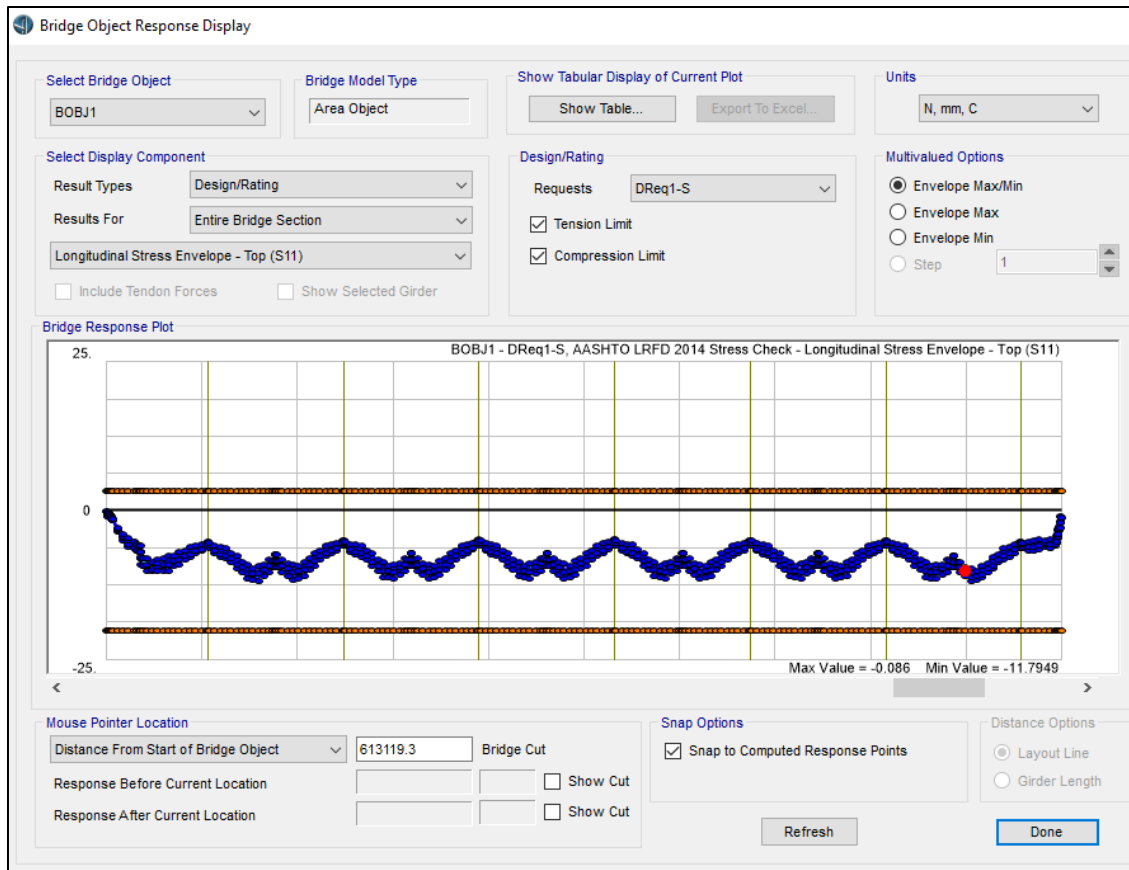 Bridge Object Response Display
Select Bridge Object
BOBJ1
Bridge Model Type
Area Object
Show Tabular Display of Current Plot
Show Table...
Export To Excel...
Units
N, mm, C
Select Display Component
Result Types
Design/Rating
Results For
Entire Bridge Section
Longitudinal Stress Envelope - Top (S11)
Include Tendon Forces
Show Selected Girder
Design/Rating
Requests
DReq1-S
Tension Limit
Compression Limit
Multivalued Options
Envelope Max/Min
Envelope Max
Envelope Min
Step
1
Bridge Response Plot
BOBJ1 - DReq1-S, AASHTO LRFD 2014 Stress Check - Longitudinal Stress Envelope - Top (S11)
25.
0
-25.
Max Value = -0.086 Min Value = -11.7949
Mouse Pointer Location
Distance From Start of Bridge Object
613119.3
Bridge Cut
Response Before Current Location
Show Cut
Response After Current Location
Show Cut
Snap Options
Snap to Computed Response Points
Distance Options
Layout Line
Girder Length
Refresh
Done